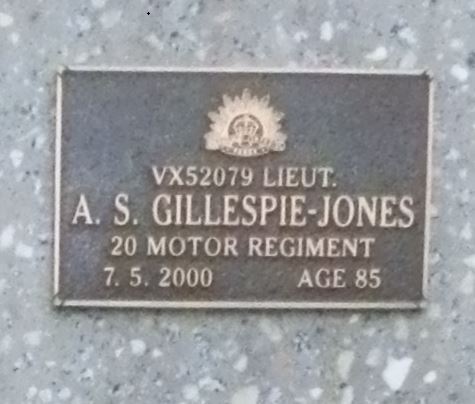 VX52079 LIEUT.
A. S. GILLESPIE-JONES
20 MOTOR REGIMENT
7. 5. 2000 AGE 85